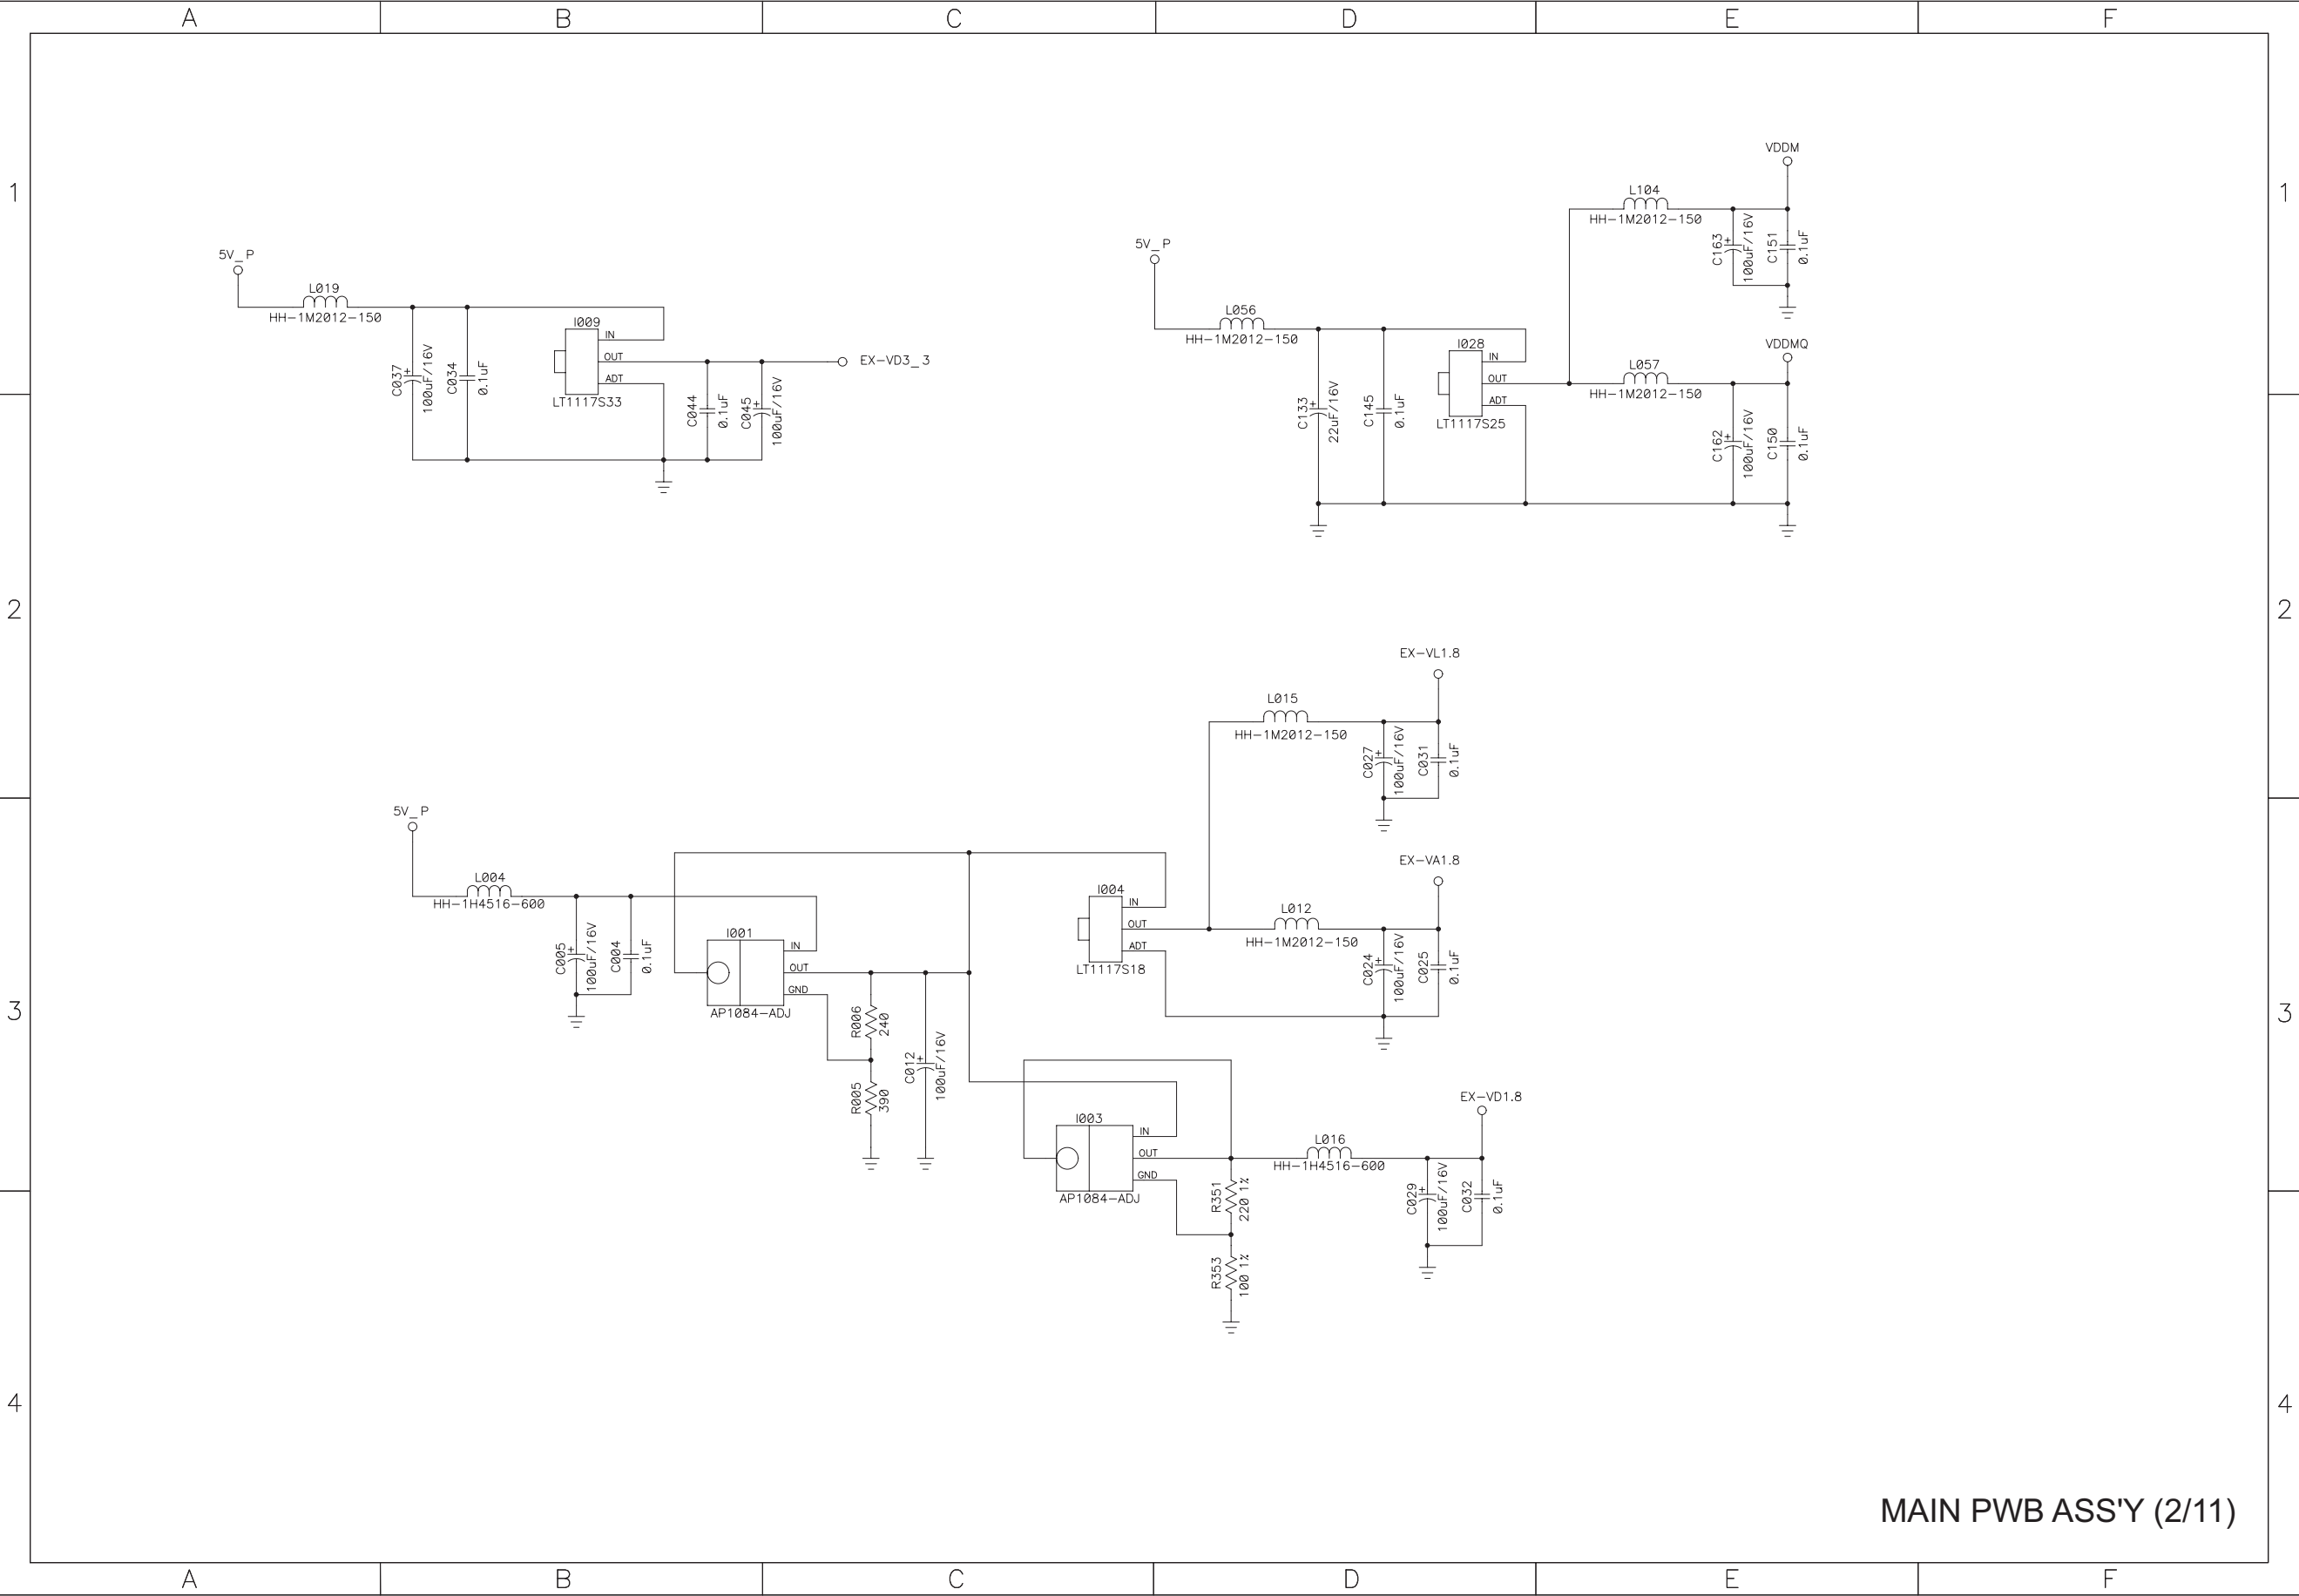 A B C D E F
1
1
2
2
3
3
4
4
5V_P
L019
HH-1M2012-150
C037
100uF/16V
C034
0.1uF
I009
IN
OUT
ADT
LT1117S33
C044
0.1uF
C045
100uF/16V
EX-VD3_3
5V_P
L056
HH-1M2012-150
C133
22uF/16V
C145
0.1uF
I028
IN
OUT
ADT
LT1117S25
L104
HH-1M2012-150
VDDM
C163
100uF/16V
C151
0.1uF
L057
HH-1M2012-150
VDDMQ
C162
100uF/16V
C150
0.1uF
5V_P
L004
HH-1H4516-600
C005
100uF/16V
C004
0.1uF
I001
IN
OUT
GND
AP1084-ADJ
R006
240
R005
390
C012
100uF/16V
I004
IN
OUT
ADT
LT1117S18
L015
HH-1M2012-150
EX-VL1.8
C027
100uF/16V
C031
0.1uF
L012
HH-1M2012-150
EX-VA1.8
C024
100uF/16V
C025
0.1uF
I003
IN
OUT
GND
AP1084-ADJ
R351
220 1%
R353
100 1%
L016
HH-1H4516-600
EX-VD1.8
C029
100uF/16V
C032
0.1uF
MAIN PWB ASS'Y (2/11)
A B C D E F